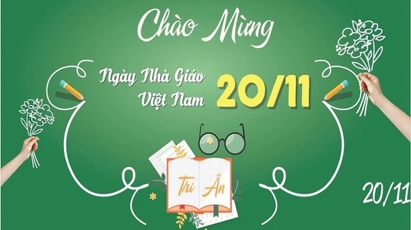 Chào Mừng
Ngày Nhà Giáo
Việt Nam
20/11
Tri Ân
20/11